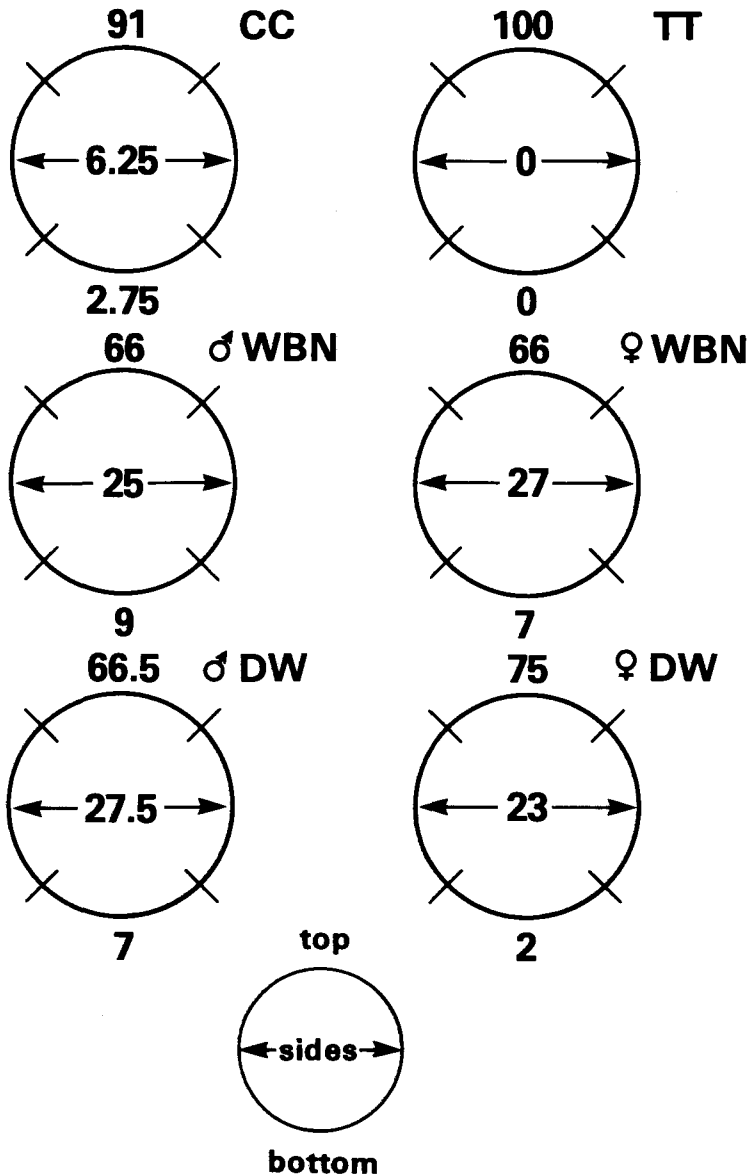 91 CC
6.25
2.75
100 TT
0
0
66 ♂ WBN
25
9
66 ♀ WBN
27
7
66.5 ♂ DW
27.5
7
75 ♀ DW
23
2
top
sides
bottom